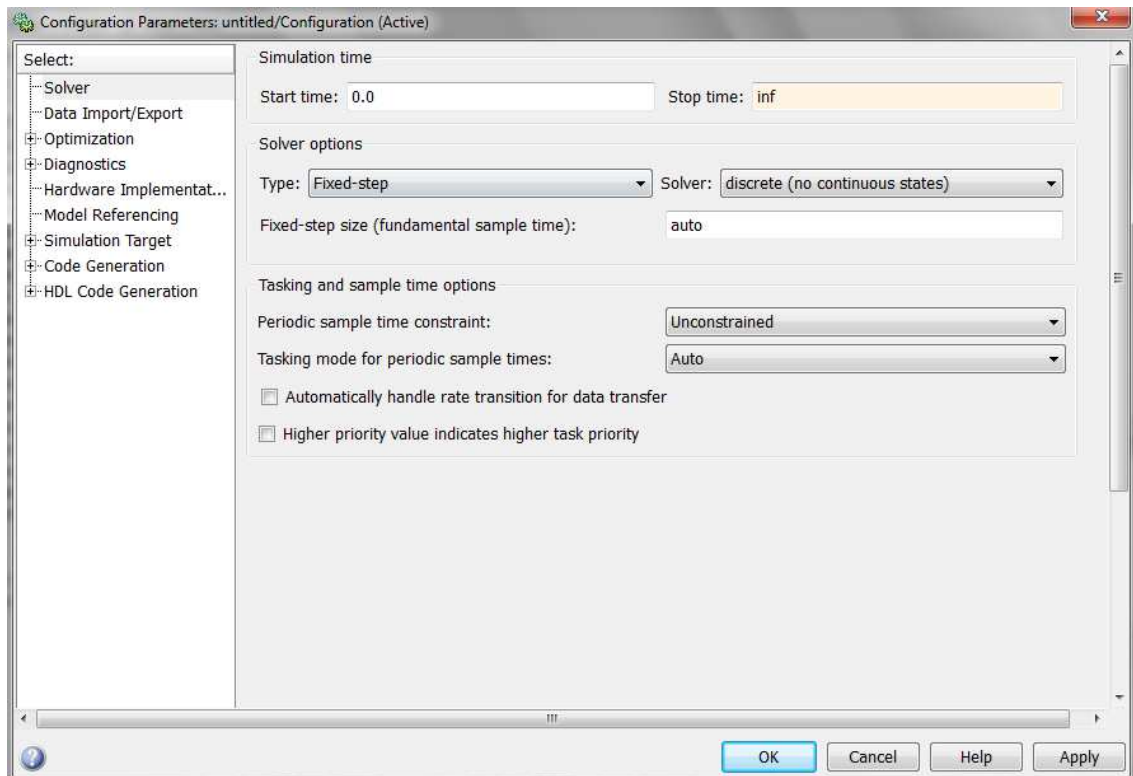 Configuration Parameters: untitled/Configuration (Active)
Select:
Solver
Data Import/Export
Optimization
Diagnostics
Hardware Implementat...
Model Referencing
Simulation Target
Code Generation
HDL Code Generation
Simulation time
Start time: 0.0 Stop time: inf
Solver options
Type: Fixed-step Solver: discrete (no continuous states)
Fixed-step size (fundamental sample time): auto
Tasking and sample time options
Periodic sample time constraint: Unconstrained
Tasking mode for periodic sample times: Auto
Automatically handle rate transition for data transfer
Higher priority value indicates higher task priority
OK Cancel Help Apply